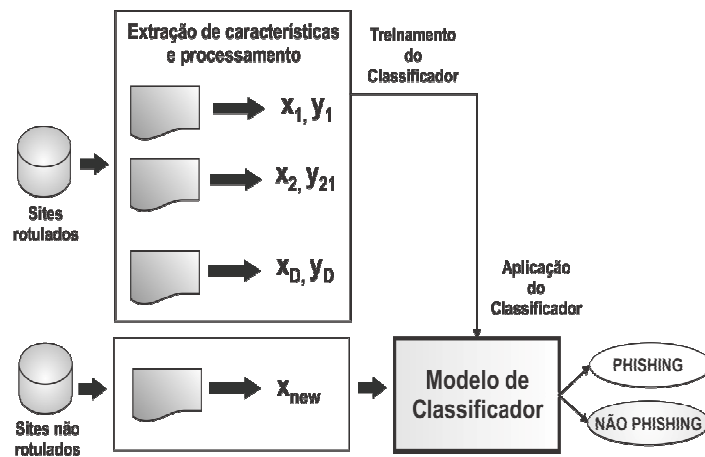 Extração de características
e processamento
Treinamento
do
Classificador
x1, y1
x2, y21
xD, yD
Sites
rotulados
Aplicação
do
Classificador
xnew
Sites não
rotulados
Modelo de
Classificador
PHISHING
NÃO PHISHING